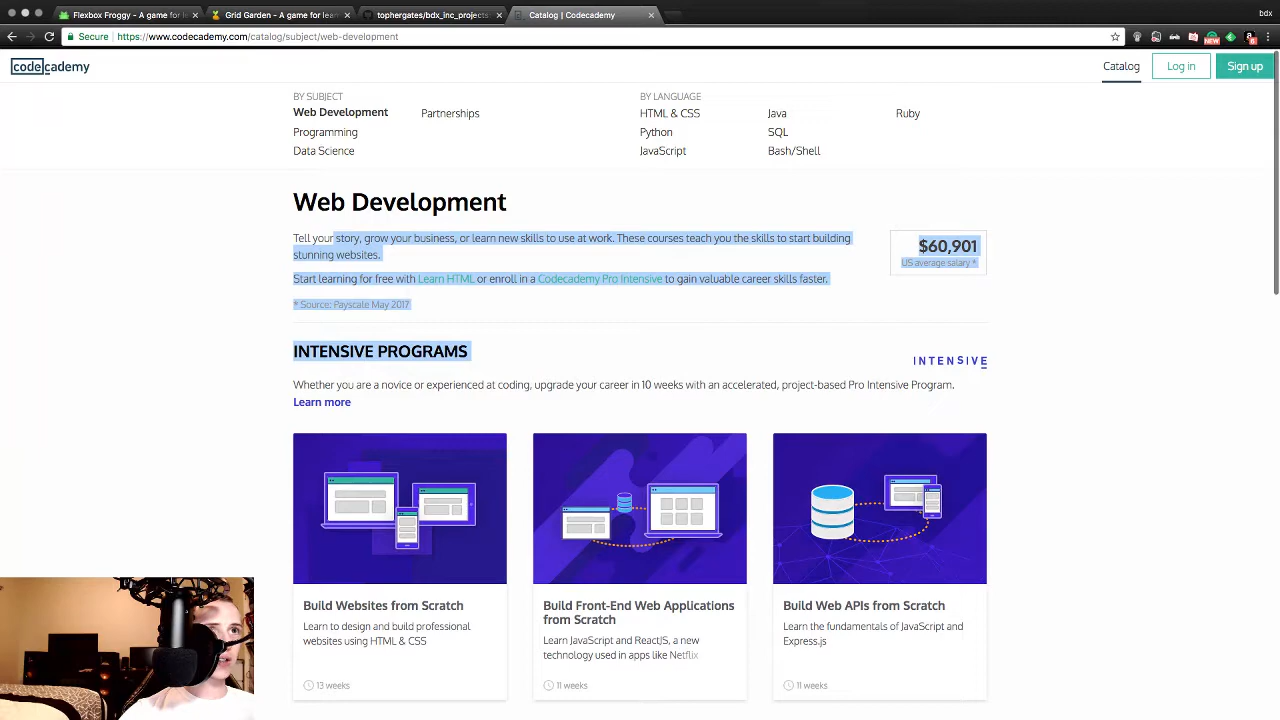 Flexbox Froggy - A game for l
Grid Garden - A game for lear
tophergates/bdx_inc_projects
Catalog | Codecademy
bdx
Secure
https://www.codecademy.com/catalog/subject/web-development
NEW
6
codecademy
Catalog
Log in
Sign up
BY SUBJECT
Web Development
Partnerships
Programming
Data Science
BY LANGUAGE
HTML & CSS
Java
Ruby
Python
SQL
JavaScript
Bash/Shell
Web Development
Tell your story, grow your business, or learn new skills to use at work. These courses teach you the skills to start building
stunning websites.
Start learning for free with Learn HTML or enroll in a Codecademy Pro Intensive to gain valuable career skills faster.
* Source: Payscale May 2017
$60,901
US average salary *
INTENSIVE PROGRAMS
INTENSIVE
Whether you are a novice or experienced at coding, upgrade your career in 10 weeks with an accelerated, project-based Pro Intensive Program.
Learn more
Build Websites from Scratch
Learn to design and build professional
websites using HTML & CSS
13 weeks
Build Front-End Web Applications
from Scratch
Learn JavaScript and ReactJS, a new
technology used in apps like Netflix
11 weeks
Build Web APIs from Scratch
Learn the fundamentals of JavaScript and
Express.js
11 weeks